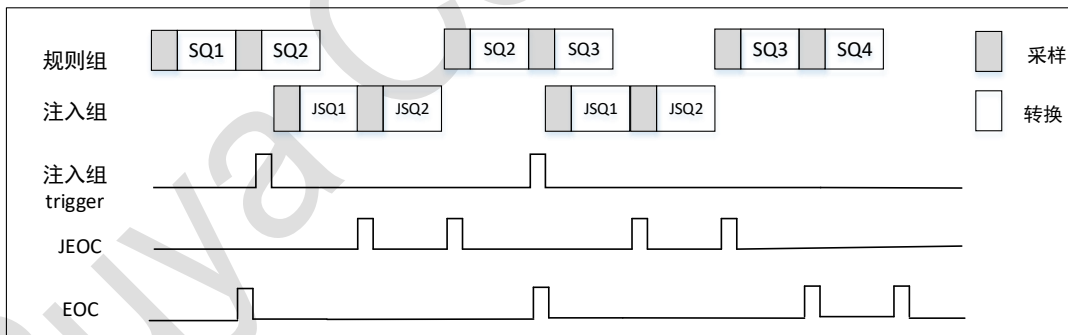 规则组 SQ1 SQ2 SQ2 SQ3 SQ3 SQ4 采样
注入组 JSQ1 JSQ2 JSQ1 JSQ2 转换
注入组
trigger
JEOC
EOC